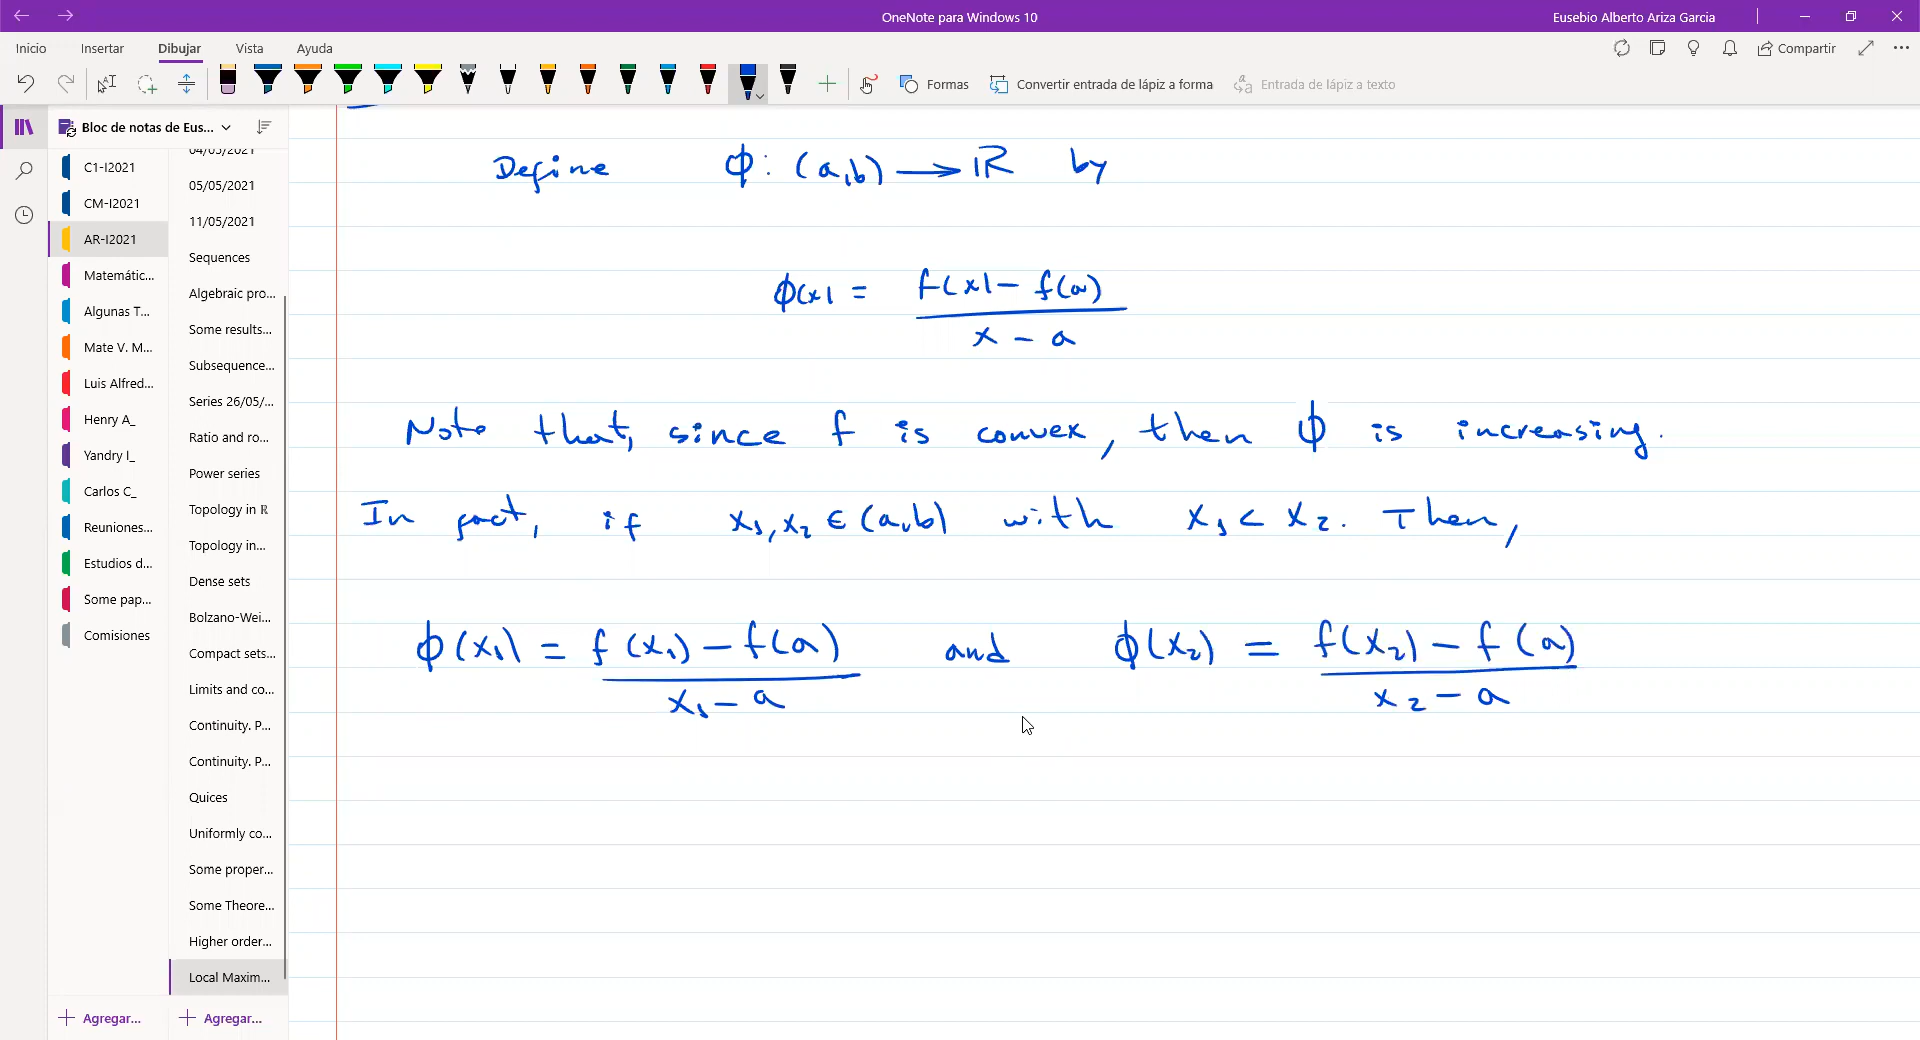 OneNote para Windows 10
Eusebio Alberto Ariza Garcia
Inicio Insertar Dibujar Vista Ayuda
Compartir
Formas Convertir entrada de lápiz a forma Entrada de lápiz a texto
Bloc de notas de Eus...
C1-I2021
CM-I2021
AR-I2021
Matemátic...
Algunas T...
Mate V. M...
Luis Alfred...
Henry A_
Yandry I_
Carlos C_
Reuniones...
Estudios d...
Some pap...
Comisiones
Agregar...
04/05/2021
05/05/2021
11/05/2021
Sequences
Algebraic pro...
Some results...
Subsequence...
Series 26/05/...
Ratio and ro...
Power series
Topology in ℝ
Topology in...
Dense sets
Bolzano-Wei...
Compact sets...
Limits and co...
Continuity. P...
Continuity. P...
Quices
Uniformly co...
Some proper...
Some Theore...
Higher order...
Local Maxim...
Agregar...
Define ϕ: (a,b) → ℝ by
ϕ(x) = f(x) - f(a)
x - a
Note that, since f is convex, then ϕ is increasing.
In fact, if x₁, x₂ ∈ (a,b) with x₁ < x₂. Then,
ϕ(x₁) = f(x₁) - f(a) and ϕ(x₂) = f(x₂) - f(a)
x₁ - a x₂ - a